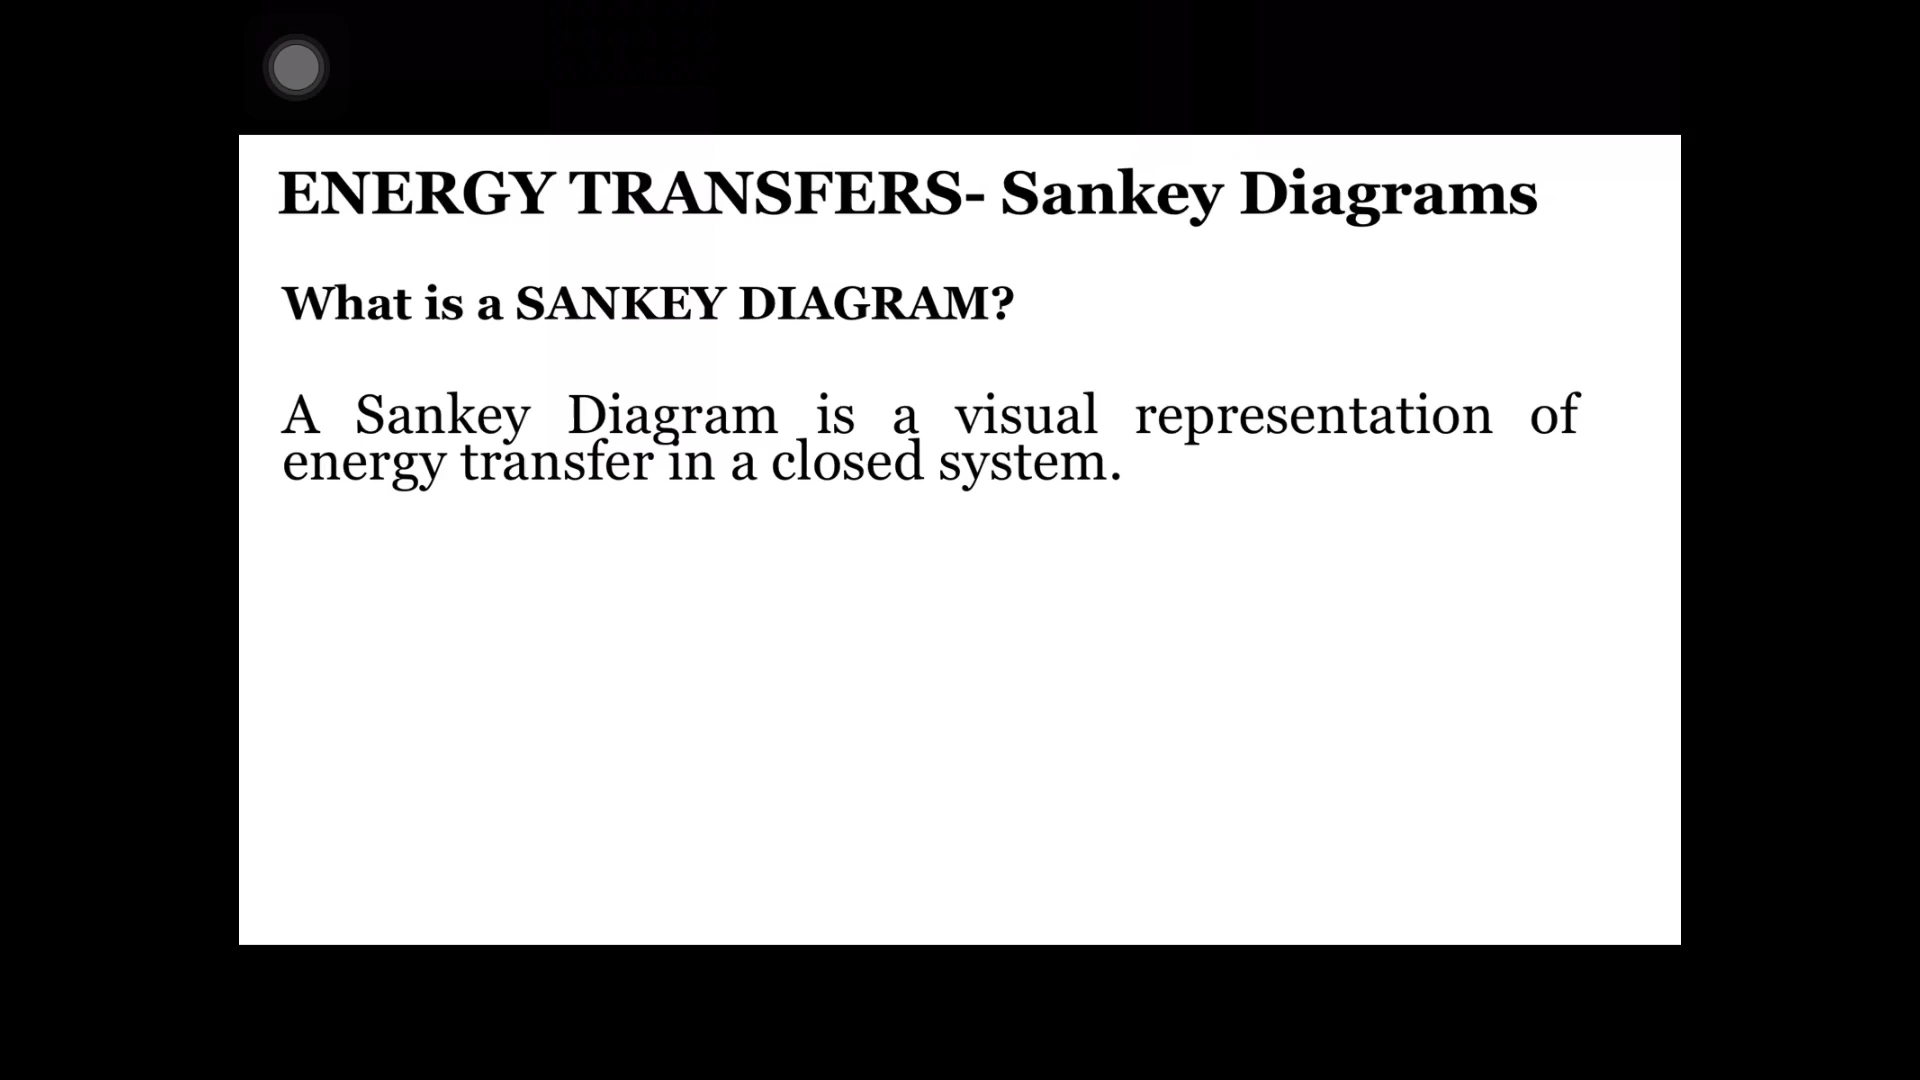 ENERGY TRANSFERS- Sankey Diagrams
What is a SANKEY DIAGRAM?
A Sankey Diagram is a visual representation of
energy transfer in a closed system.